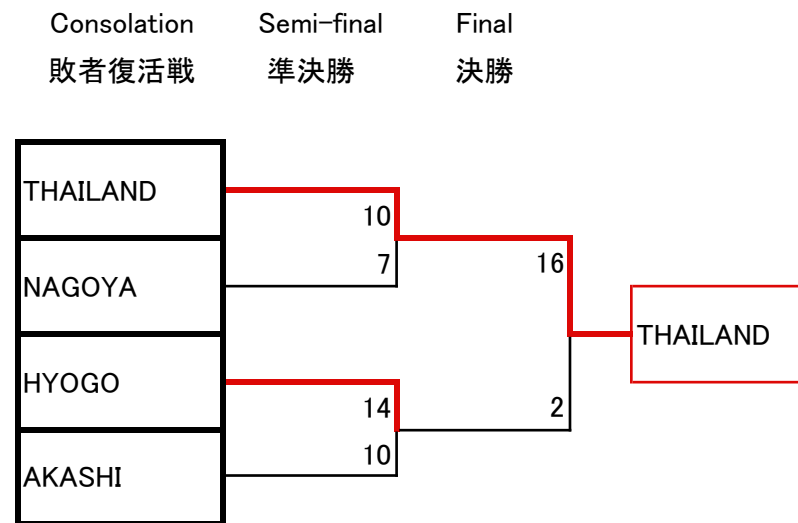 Consolation Semi-final Final
敗者復活戦 準決勝 決勝
THAILAND
10
7
16
NAGOYA
THAILAND
HYOGO
14
2
10
AKASHI